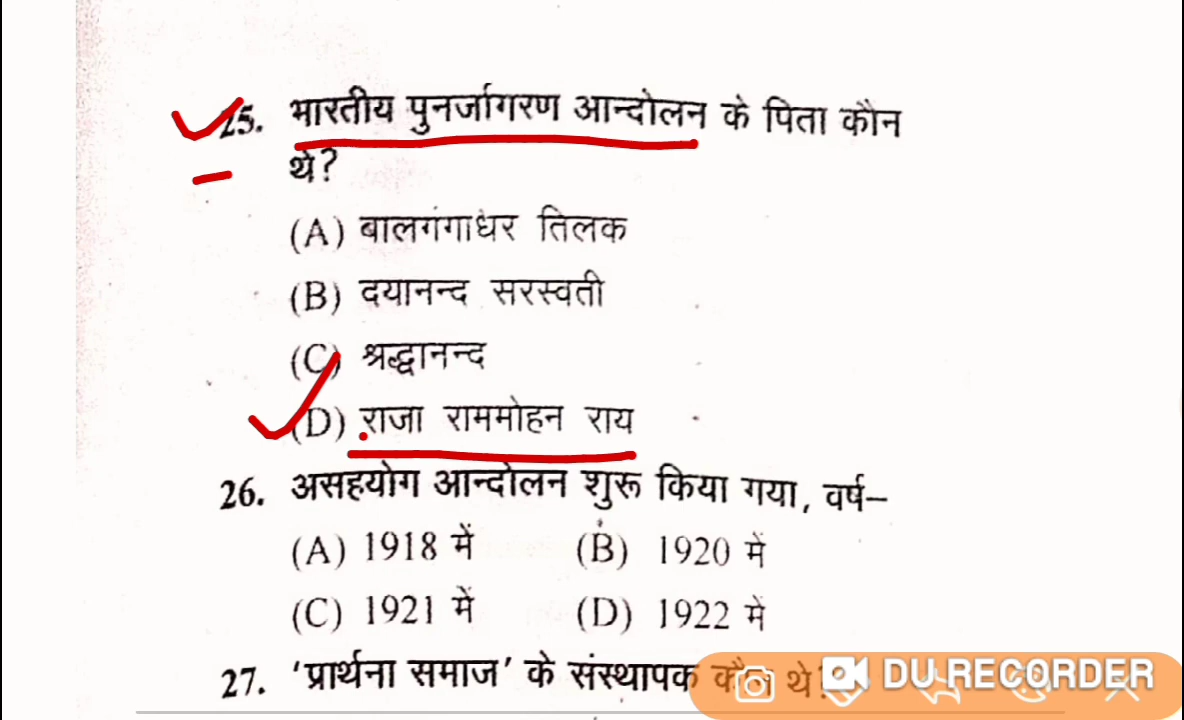 25. भारतीय पुनर्जागरण आन्दोलन के पिता कौन
थे?
(A) बालगंगाधर तिलक
(B) दयानन्द सरस्वती
(C) श्रद्धानन्द
(D) राजा राममोहन राय
26. असहयोग आन्दोलन शुरू किया गया, वर्ष–
(A) 1918 में (B) 1920 में
(C) 1921 में (D) 1922 में
27. 'प्रार्थना समाज' के संस्थापक कौन थे?
DU RECORDER